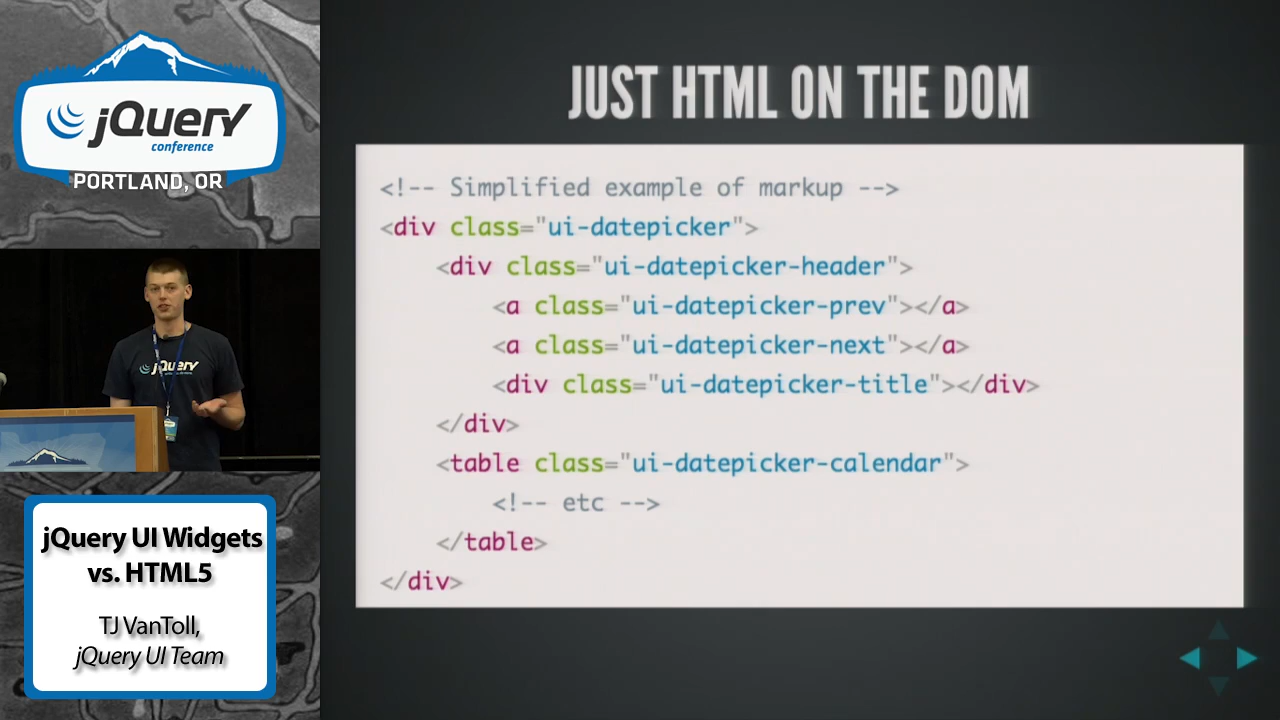 jQuery
conference
PORTLAND, OR
jQuery
jQuery UI Widgets
vs. HTML5
TJ VanToll,
jQuery UI Team
JUST HTML ON THE DOM
<!-- Simplified example of markup -->
<div class="ui-datepicker">
    <div class="ui-datepicker-header">
        <a class="ui-datepicker-prev"></a>
        <a class="ui-datepicker-next"></a>
        <div class="ui-datepicker-title"></div>
    </div>
    <table class="ui-datepicker-calendar">
        <!-- etc -->
    </table>
</div>